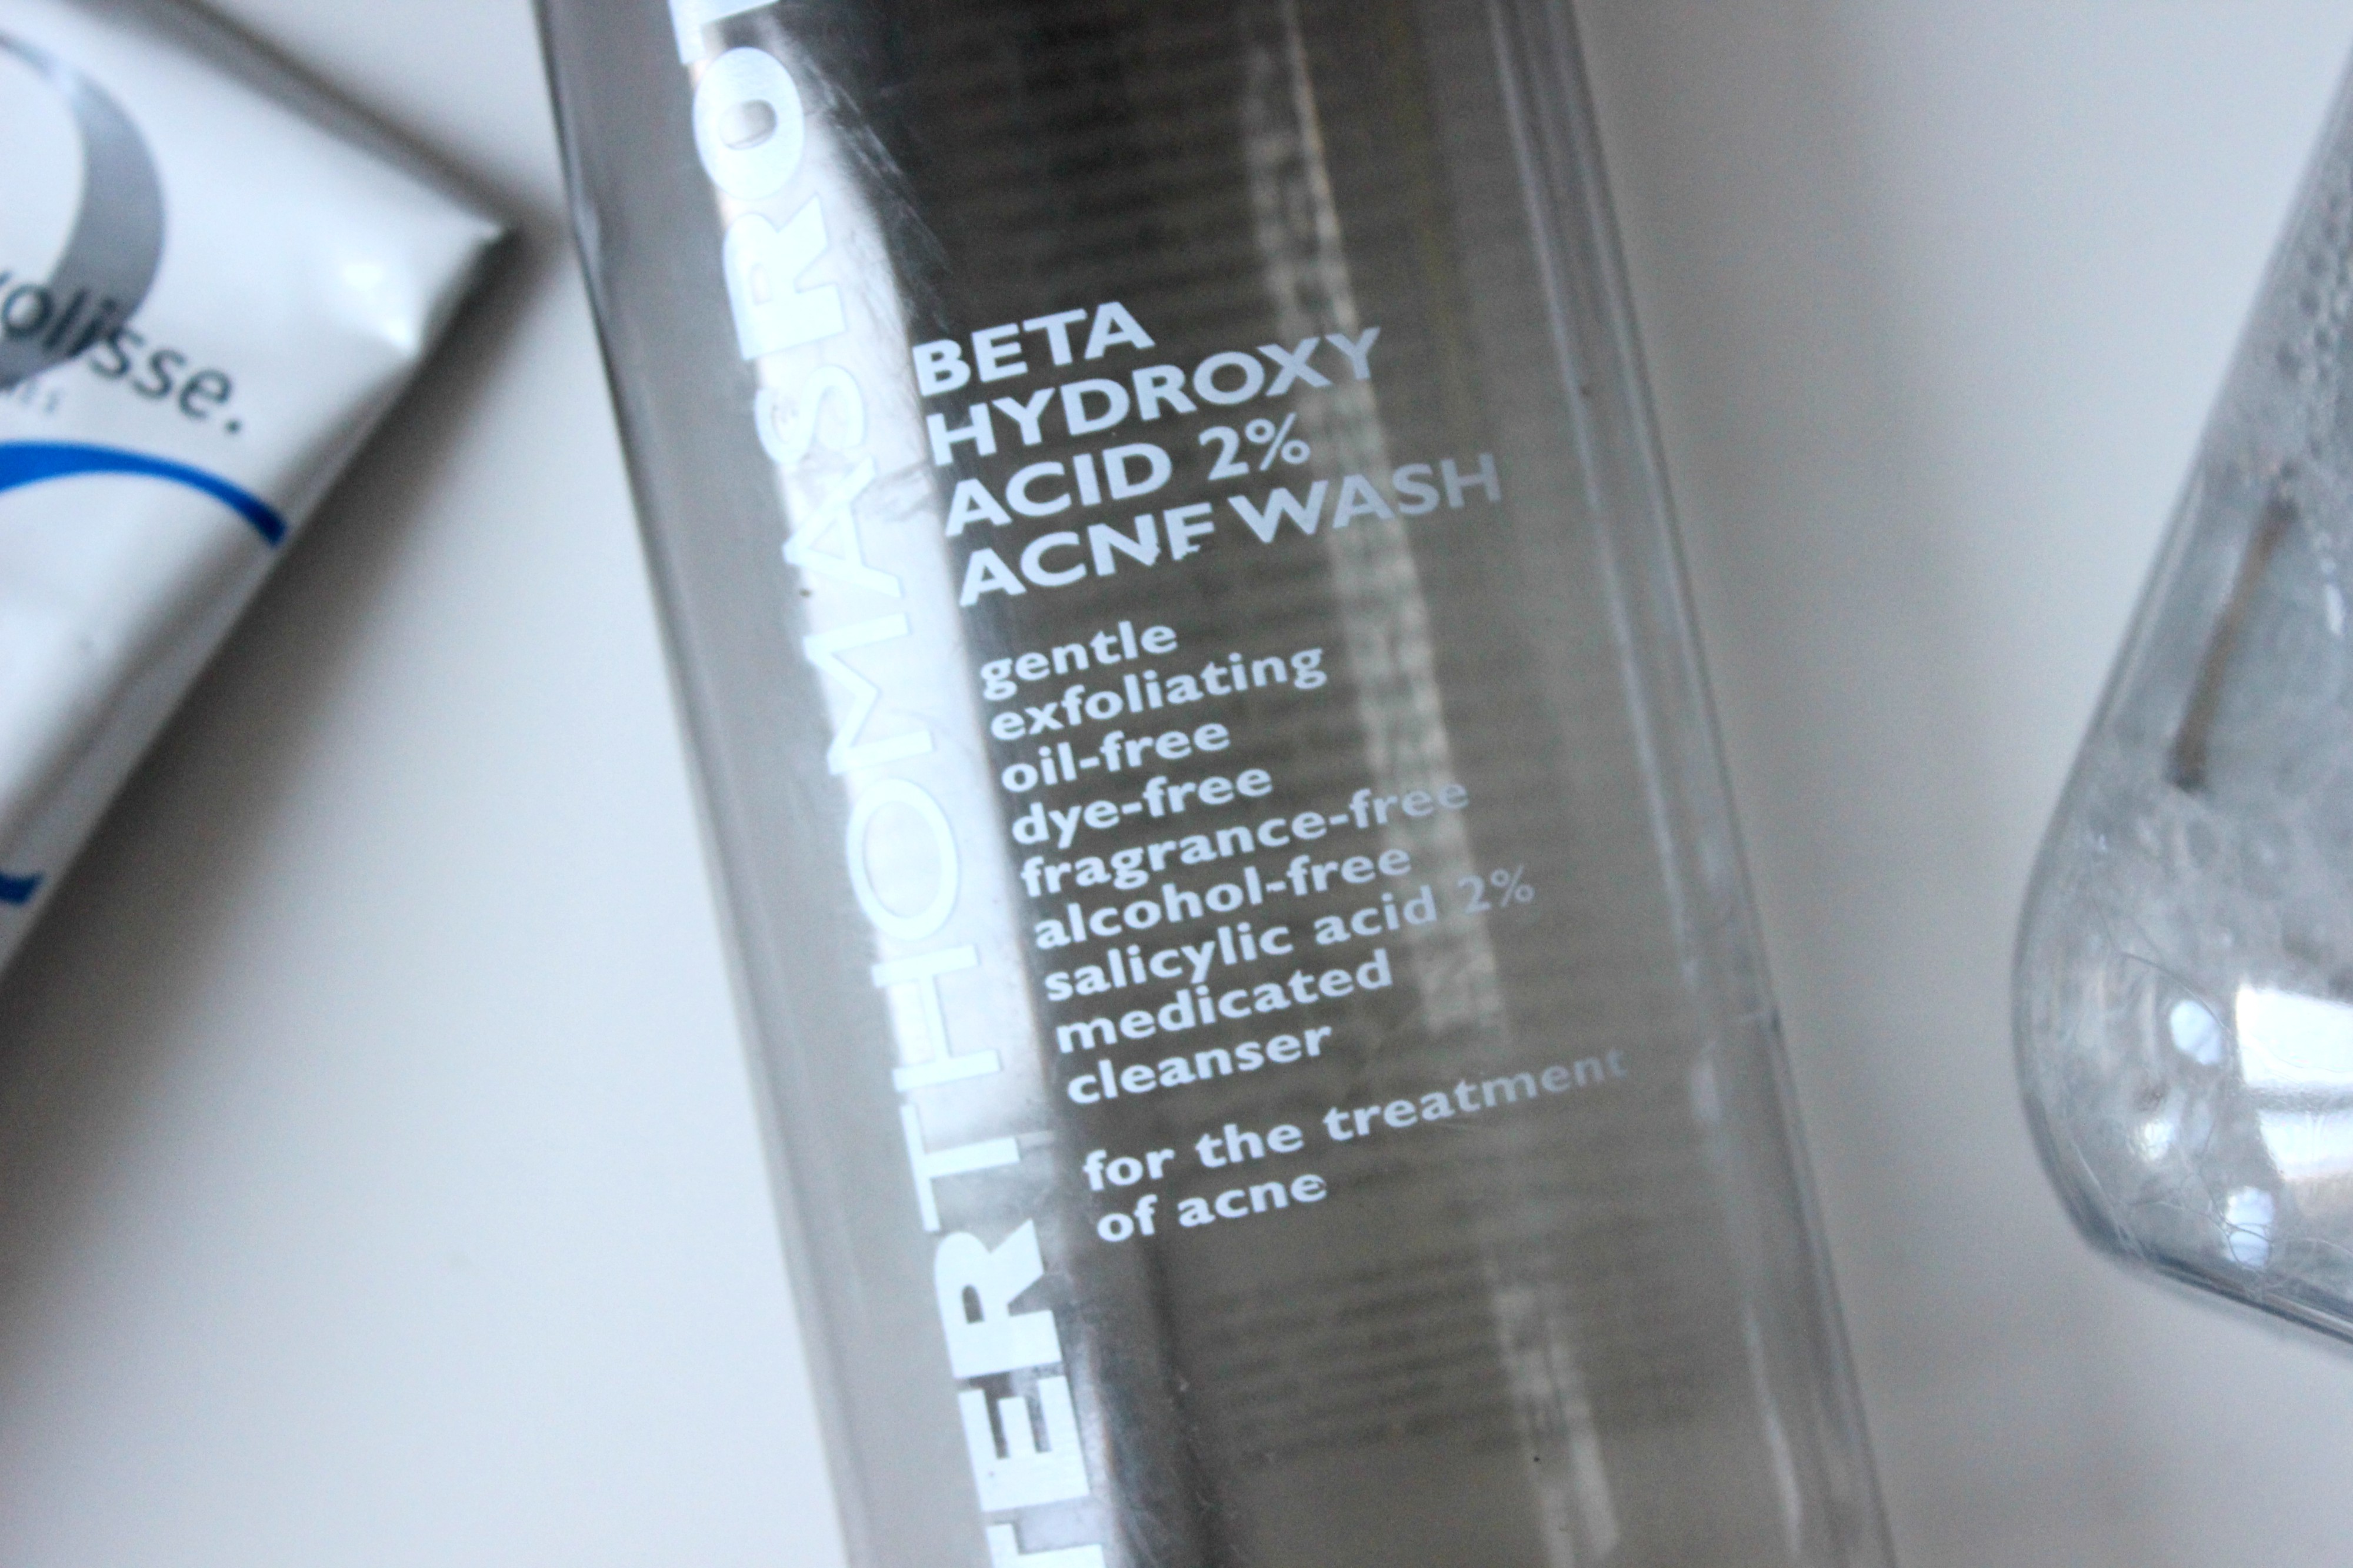 olisse.
TERTHOMASROT
BETA
HYDROXY
ACID 2%
ACNE WASH
gentle
exfoliating
oil-free
dye-free
fragrance-free
alcohol-free
salicylic acid 2%
medicated
cleanser
for the treatment
of acne